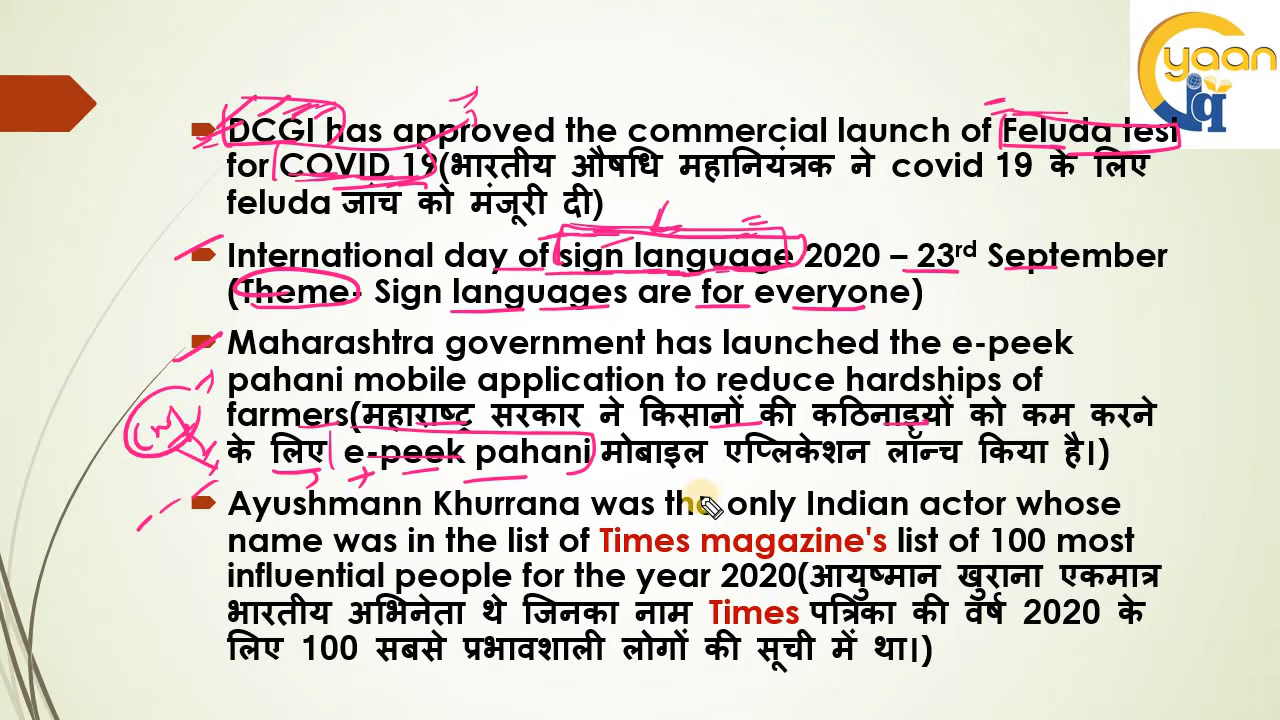 Gyaan
iq
DCGI has approved the commercial launch of Feluda test
for COVID 19(भारतीय औषधि महानियंत्रक ने covid 19 के लिए
feluda जांच को मंजूरी दी)
International day of sign language 2020 – 23rd September
(Theme- Sign languages are for everyone)
Maharashtra government has launched the e-peek
pahani mobile application to reduce hardships of
farmers(महाराष्ट्र सरकार ने किसानों की कठिनाइयों को कम करने
के लिए e-peek pahani मोबाइल एप्लिकेशन लॉन्च किया है।)
Ayushmann Khurrana was the only Indian actor whose
name was in the list of Times magazine's list of 100 most
influential people for the year 2020(आयुष्मान खुराना एकमात्र
भारतीय अभिनेता थे जिनका नाम Times पत्रिका की वर्ष 2020 के
लिए 100 सबसे प्रभावशाली लोगों की सूची में था।)